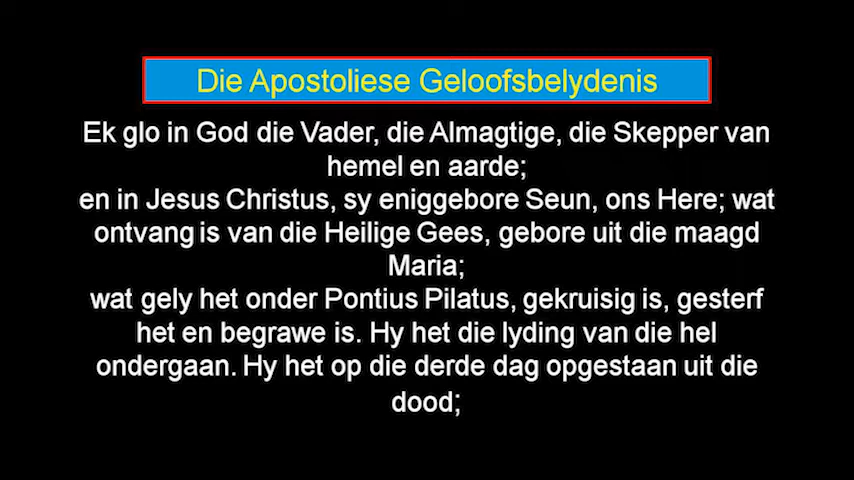 Die Apostoliese Geloofsbelydenis
Ek glo in God die Vader, die Almagtige, die Skepper van
hemel en aarde;
en in Jesus Christus, sy eniggebore Seun, ons Here; wat
ontvang is van die Heilige Gees, gebore uit die maagd
Maria;
wat gely het onder Pontius Pilatus, gekruisig is, gesterf
het en begrawe is. Hy het die lyding van die hel
ondergaan. Hy het op die derde dag opgestaan uit die
dood;